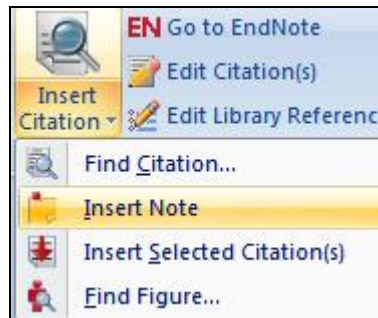 EN Go to EndNote
Edit Citation(s)
Insert
Citation
Edit Library Referenc
Find Citation...
Insert Note
Insert Selected Citation(s)
Find Figure...